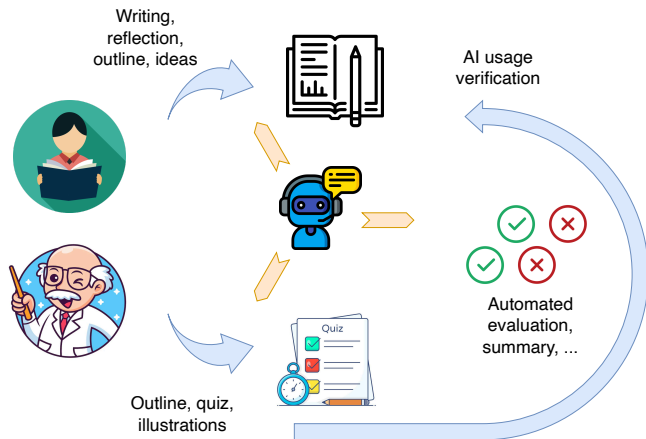 Writing,
reflection,
outline, ideas
AI usage
verification
Automated
evaluation,
summary, ...
Quiz
Outline, quiz,
illustrations